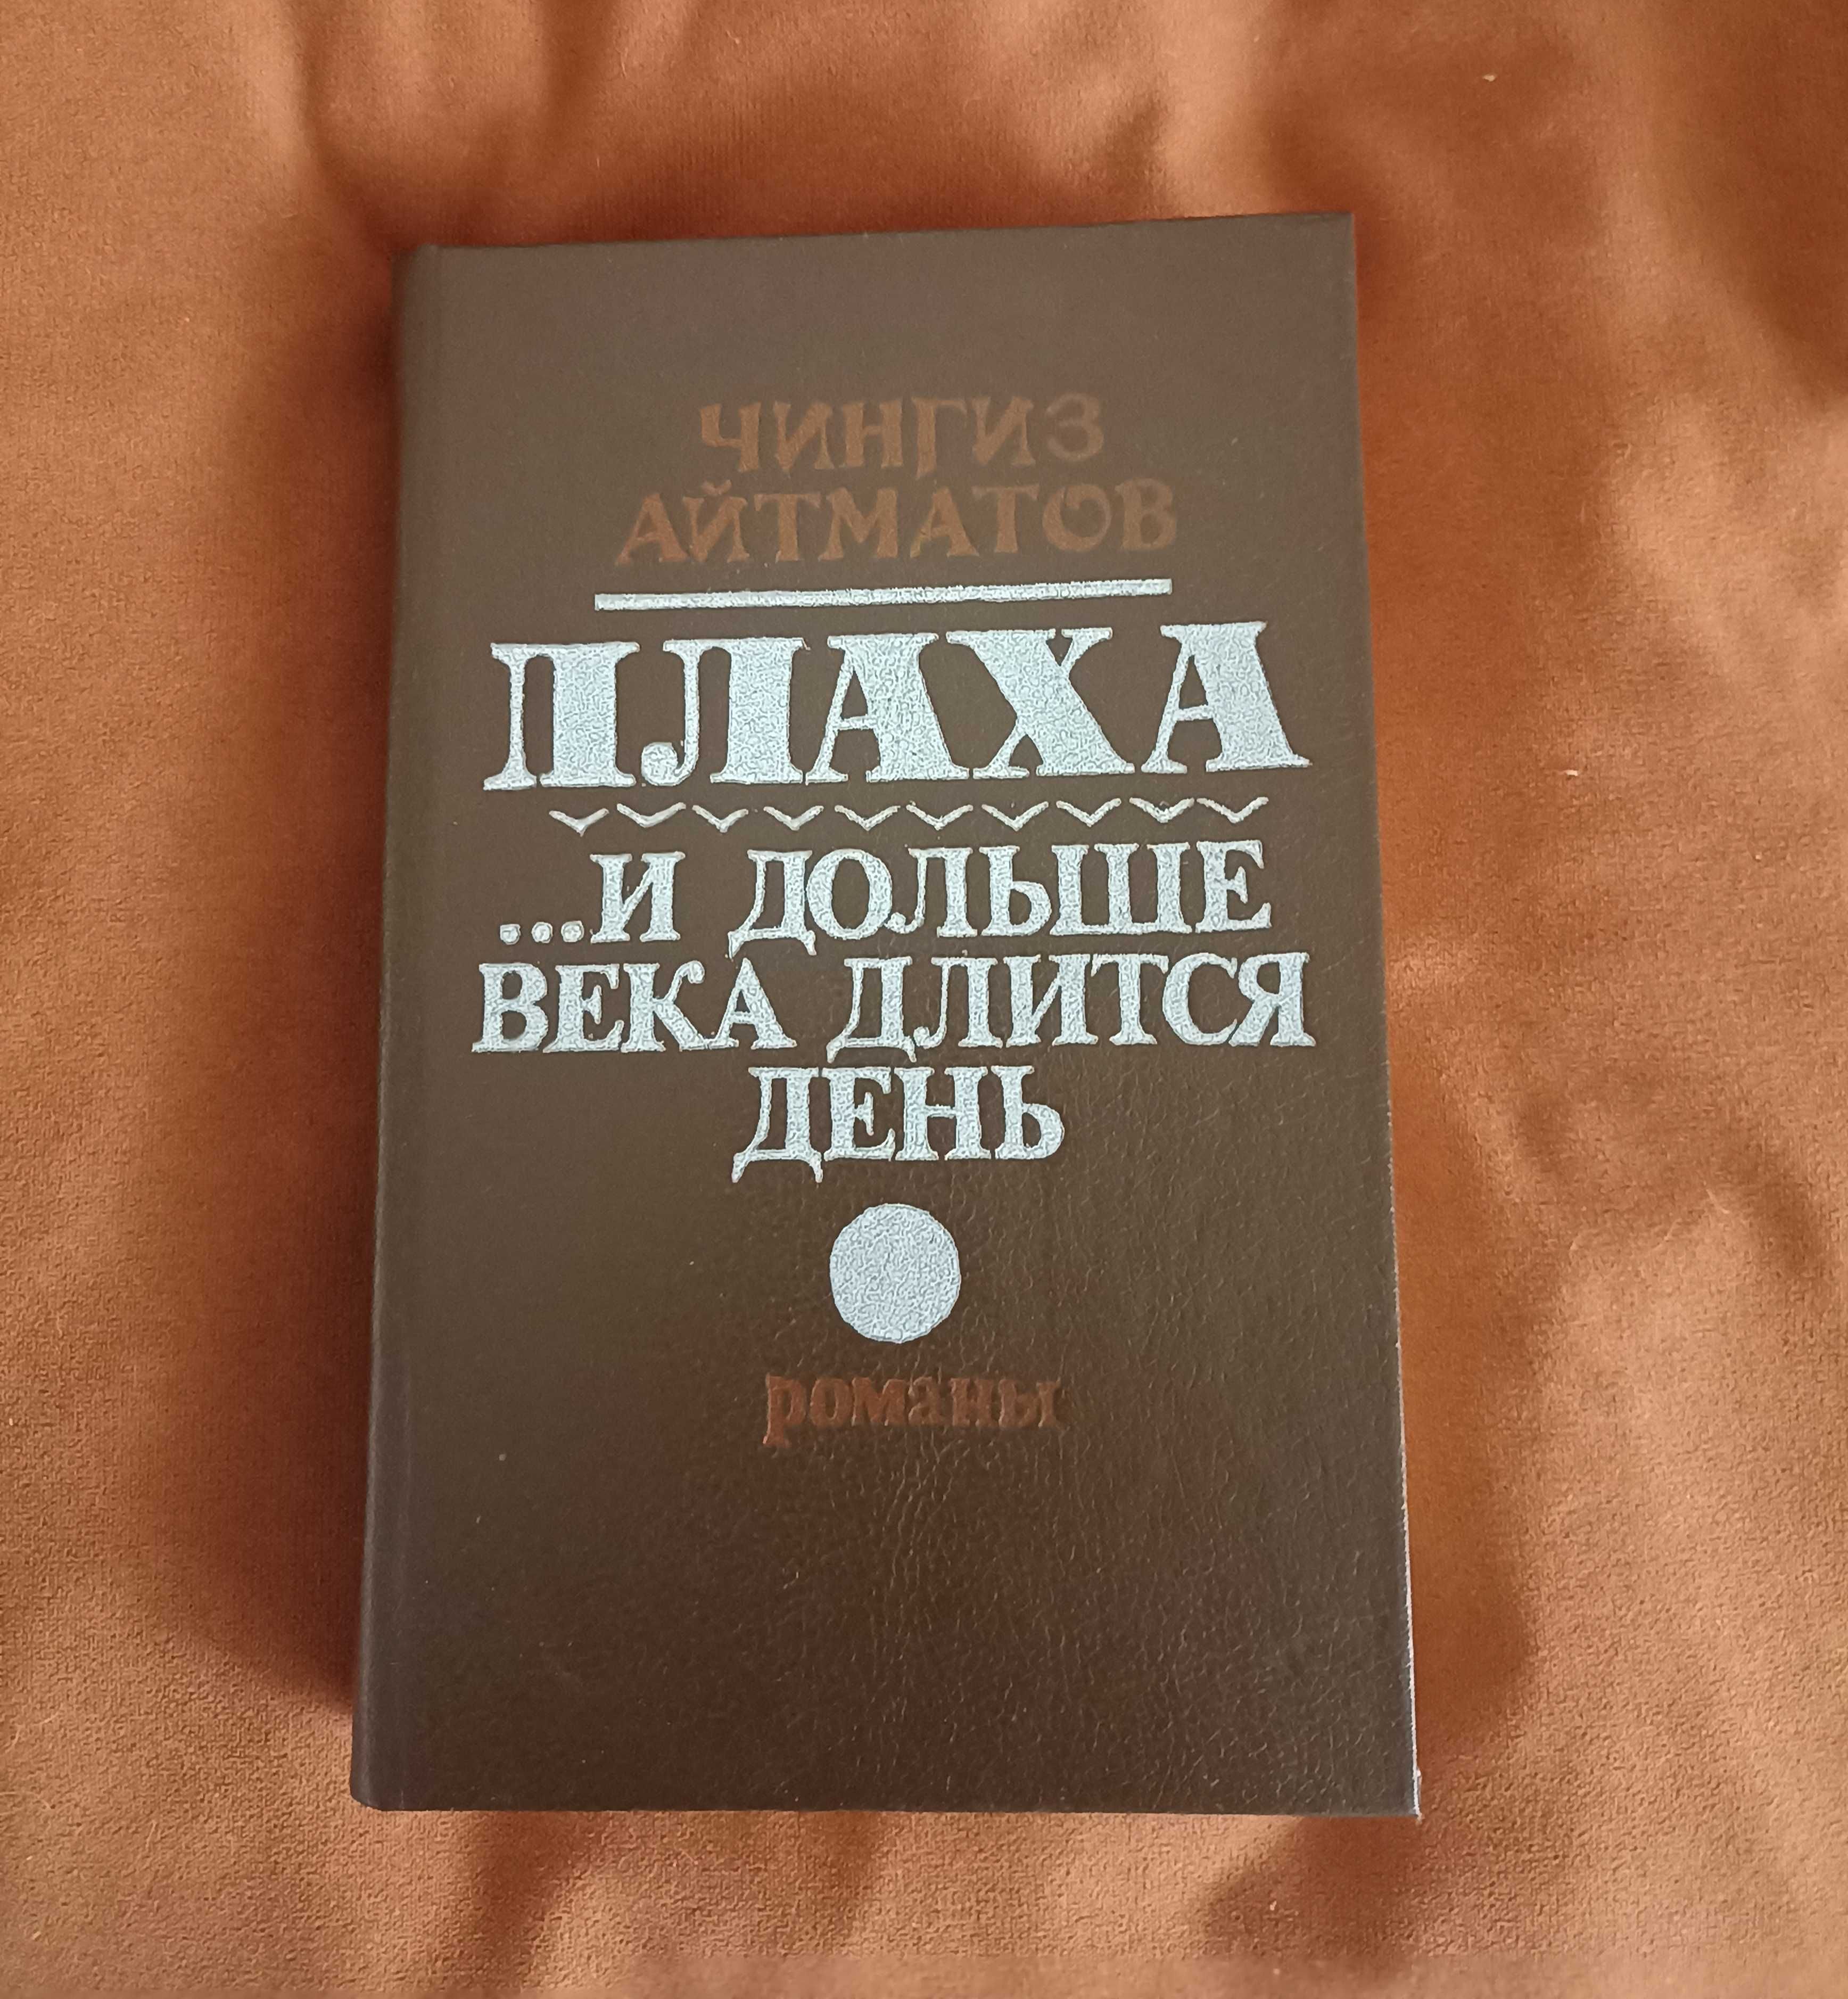 ЧИНГИЗ
АЙТМАТОВ
ПЛАХА
...И ДОЛЬШЕ
ВЕКА ДЛИТСЯ
ДЕНЬ
романы